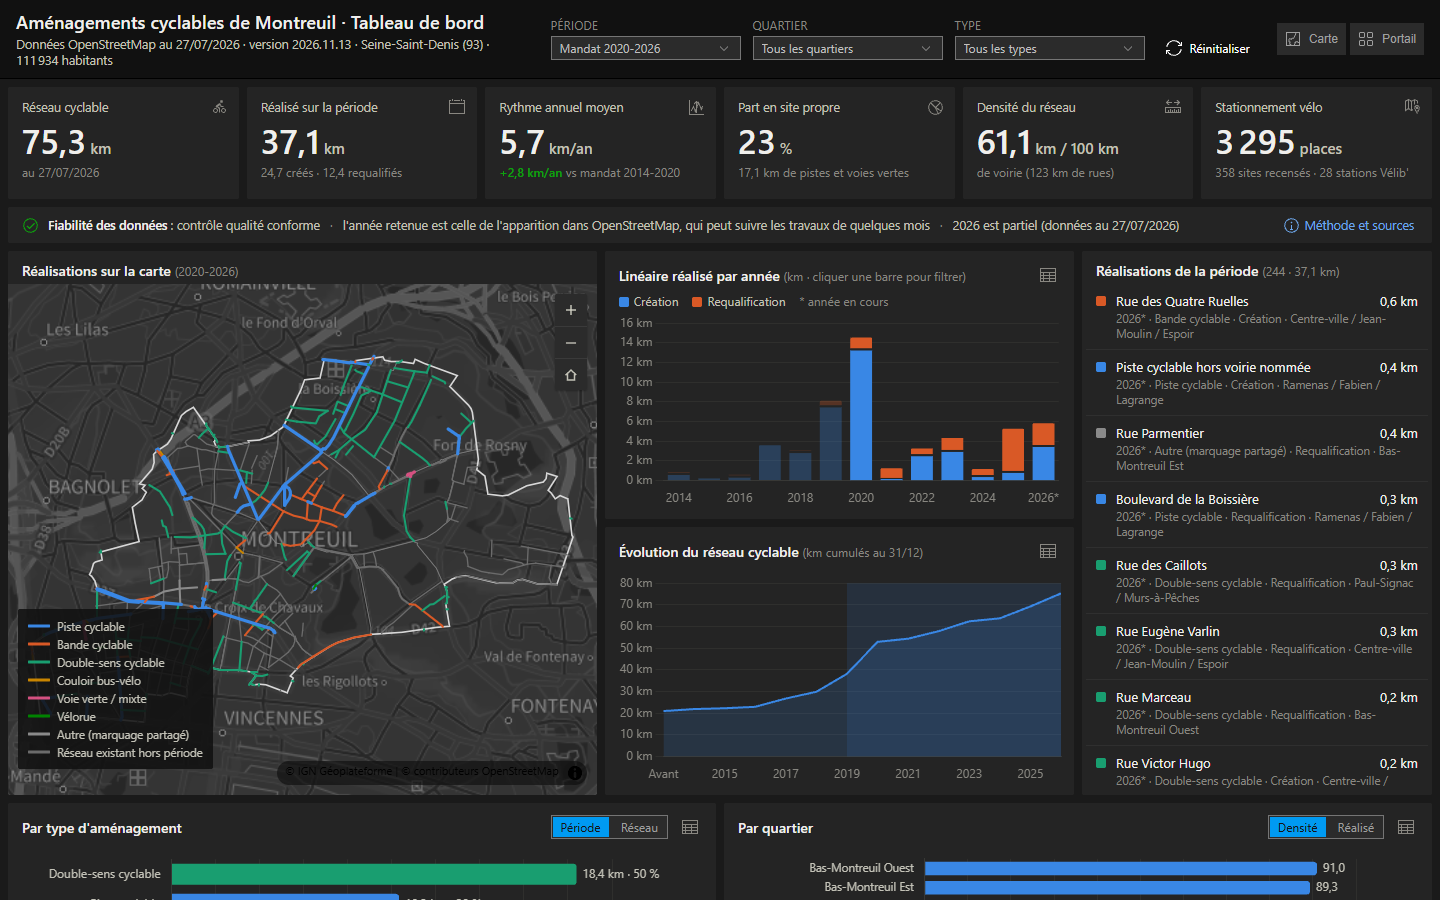 Aménagements cyclables de Montreuil · Tableau de bord
Données OpenStreetMap au 27/07/2026 · version 2026.11.13 · Seine-Saint-Denis (93) ·
111 934 habitants
PÉRIODE
Mandat 2020-2026
QUARTIER
Tous les quartiers
TYPE
Tous les types
Réinitialiser
Carte
Portail
Réseau cyclable
75,3 km
au 27/07/2026
Réalisé sur la période
37,1 km
24,7 créés · 12,4 requalifiés
Rythme annuel moyen
5,7 km/an
+2,8 km/an vs mandat 2014-2020
Part en site propre
23 %
17,1 km de pistes et voies vertes
Densité du réseau
61,1 km / 100 km
de voirie (123 km de rues)
Stationnement vélo
3 295 places
358 sites recensés · 28 stations Vélib'
Fiabilité des données : contrôle qualité conforme · l'année retenue est celle de l'apparition dans OpenStreetMap, qui peut suivre les travaux de quelques mois · 2026 est partiel (données au 27/07/2026)
Méthode et sources
Réalisations sur la carte (2020-2026)
ROMAINVILLE
le Bois
Les Lilas
le Fond d'Orval
la Boissière
D20B
Fort de Rosny
BAGNOLET
D38
MONTREUIL
Croix de Chavaux
D42
Val de Fontenay
les Rigollots
VINCENNES
FONTENAY
Mandé
+
−
Piste cyclable
Bande cyclable
Double-sens cyclable
Couloir bus-vélo
Voie verte / mixte
Vélorue
Autre (marquage partagé)
Réseau existant hors période
© IGN Géoplateforme | © contributeurs OpenStreetMap
Linéaire réalisé par année (km · cliquer une barre pour filtrer)
Création
Requalification
* année en cours
16 km
14 km
12 km
10 km
8 km
6 km
4 km
2 km
0 km
2014
2016
2018
2020
2022
2024
2026*
Évolution du réseau cyclable (km cumulés au 31/12)
80 km
70 km
60 km
50 km
40 km
30 km
20 km
10 km
0 km
Avant
2015
2017
2019
2021
2023
2025
Réalisations de la période (244 · 37,1 km)
Rue des Quatre Ruelles 0,6 km
2026* · Bande cyclable · Création · Centre-ville / Jean-
Moulin / Espoir
Piste cyclable hors voirie nommée 0,4 km
2026* · Piste cyclable · Création · Ramenas / Fabien /
Lagrange
Rue Parmentier 0,4 km
2026* · Autre (marquage partagé) · Requalification · Bas-
Montreuil Est
Boulevard de la Boissière 0,3 km
2026* · Piste cyclable · Requalification · Ramenas / Fabien /
Lagrange
Rue des Caillots 0,3 km
2026* · Double-sens cyclable · Requalification · Paul-Signac
/ Murs-à-Pêches
Rue Eugène Varlin 0,3 km
2026* · Double-sens cyclable · Requalification · Centre-ville
/ Jean-Moulin / Espoir
Rue Marceau 0,2 km
2026* · Double-sens cyclable · Requalification · Bas-
Montreuil Ouest
Rue Victor Hugo 0,2 km
2026* · Double-sens cyclable · Création · Centre-ville /
Par type d'aménagement
Période
Réseau
Double-sens cyclable
18,4 km · 50 %
Par quartier
Densité
Réalisé
Bas-Montreuil Ouest
91,0
Bas-Montreuil Est
89,3